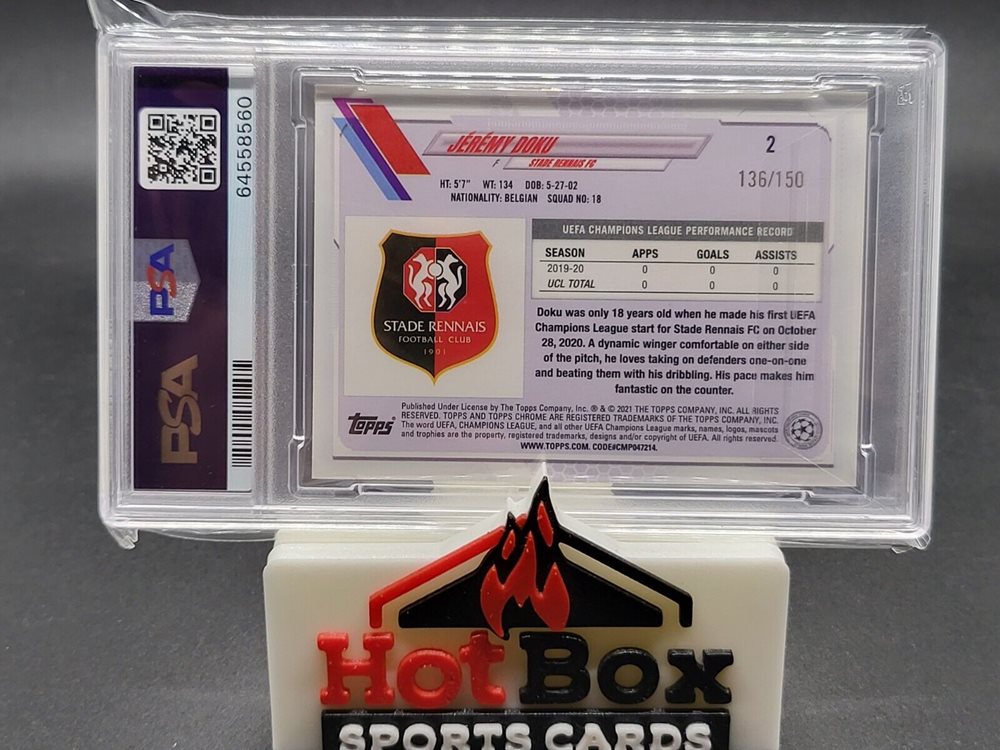 64558560
PSA
PSA
JÉRÉMY DOKU
F STADE RENNAIS FC
2
136/150
HT: 5'7" WT: 134 DOB: 5-27-02
NATIONALITY: BELGIAN SQUAD NO: 18
STADE RENNAIS
FOOTBALL CLUB
1901
UEFA CHAMPIONS LEAGUE PERFORMANCE RECORD
SEASON APPS GOALS ASSISTS
2019-20 0 0 0
UCL TOTAL 0 0 0
Doku was only 18 years old when he made his first UEFA
Champions League start for Stade Rennais FC on October
28, 2020. A dynamic winger comfortable on either side
of the pitch, he loves taking on defenders one-on-one
and beating them with his dribbling. His pace makes him
fantastic on the counter.
topps
Published Under License by The Topps Company, Inc. ® & © 2021 THE TOPPS COMPANY, INC. ALL RIGHTS
RESERVED. TOPPS AND TOPPS CHROME ARE REGISTERED TRADEMARKS OF THE TOPPS COMPANY, INC.
The word UEFA, CHAMPIONS LEAGUE, and all other UEFA Champions League marks, names, logos, mascots
and trophies are the property, registered trademarks, designs and/or copyright of UEFA. All rights reserved.
WWW.TOPPS.COM. CODE#CMP047214.
HotBox
SPORTS CARDS